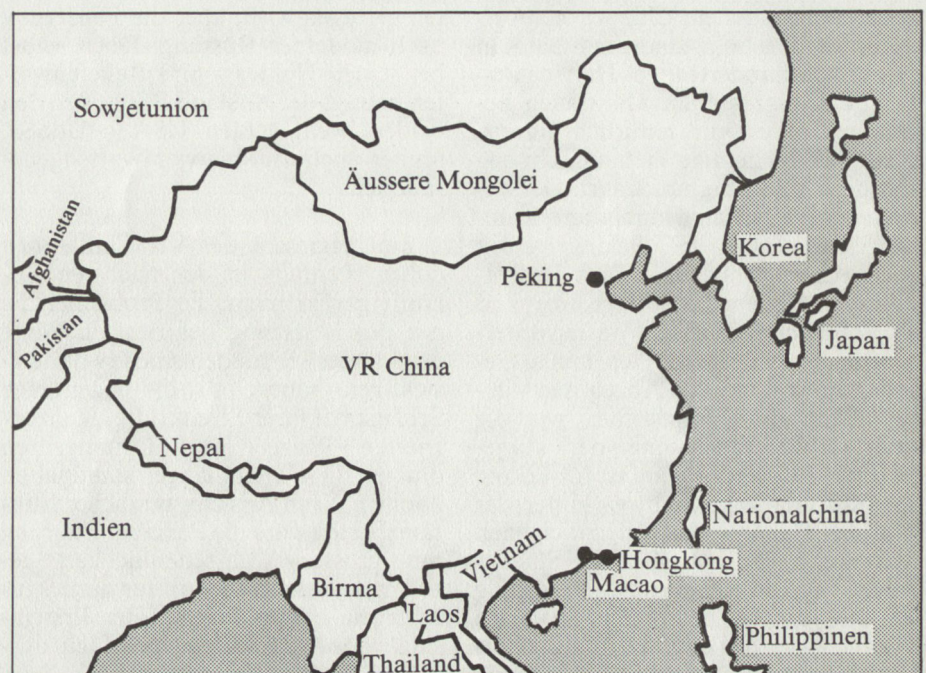 Sowjetunion
Äussere Mongolei
Afghanistan
Korea
Peking
Pakistan
Japan
VR China
Nepal
Nationalchina
Indien
Vietnam
Hongkong
Birma
Macao
Laos
Philippinen
Thailand